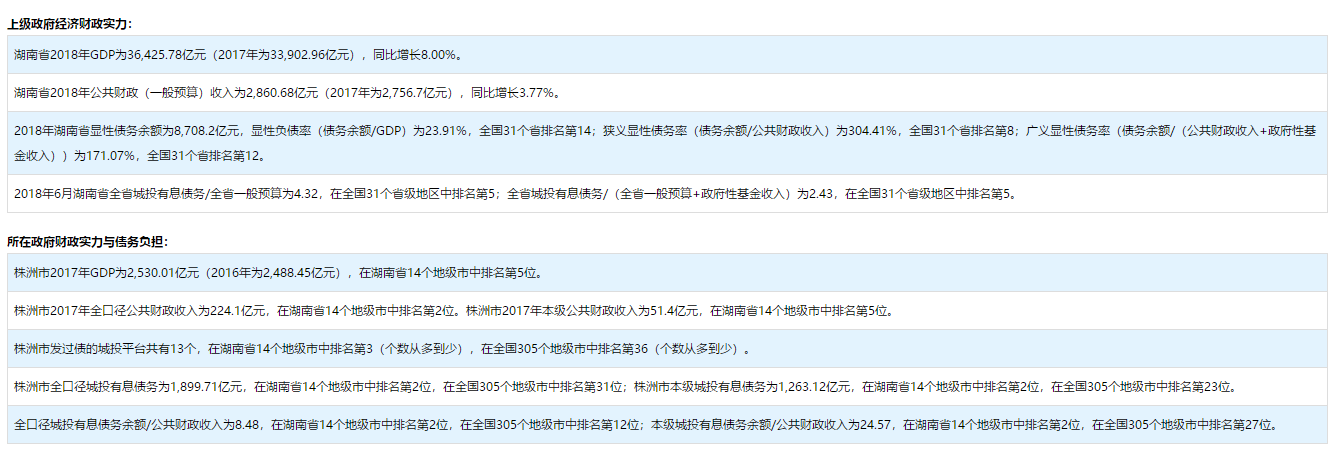 上级政府经济财政实力：
湖南省2018年GDP为36,425.78亿元（2017年为33,902.96亿元），同比增长8.00%。
湖南省2018年公共财政（一般预算）收入为2,860.68亿元（2017年为2,756.7亿元），同比增长3.77%。
2018年湖南省显性债务余额为8,708.2亿元，显性负债率（债务余额/GDP）为23.91%，全国31个省排名第14；狭义显性债务率（债务余额/公共财政收入）为304.41%，全国31个省排名第8；广义显性债务率（债务余额/（公共财政收入+政府性基
金收入））为171.07%，全国31个省排名第12。
2018年6月湖南省全省城投有息债务/全省一般预算为4.32，在全国31个省级地区中排名第5；全省城投有息债务/（全省一般预算+政府性基金收入）为2.43，在全国31个省级地区中排名第5。
所在政府财政实力与债务负担：
株洲市2017年GDP为2,530.01亿元（2016年为2,488.45亿元），在湖南省14个地级市中排名第5位。
株洲市2017年全口径公共财政收入为224.1亿元，在湖南省14个地级市中排名第2位。株洲市2017年本级公共财政收入为51.4亿元，在湖南省14个地级市中排名第5位。
株洲市发过债的城投平台共有13个，在湖南省14个地级市中排名第3（个数从多到少），在全国305个地级市中排名第36（个数从多到少）。
株洲市全口径城投有息债务为1,899.71亿元，在湖南省14个地级市中排名第2位，在全国305个地级市中排名第31位；株洲市本级城投有息债务为1,263.12亿元，在湖南省14个地级市中排名第2位，在全国305个地级市中排名第23位。
全口径城投有息债务余额/公共财政收入为8.48，在湖南省14个地级市中排名第2位，在全国305个地级市中排名第12位；本级城投有息债务余额/公共财政收入为24.57，在湖南省14个地级市中排名第2位，在全国305个地级市中排名第27位。